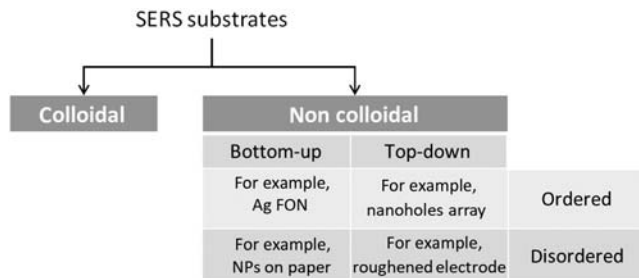 SERS substrates
Colloidal
Non colloidal
Bottom-up
Top-down
For example,
Ag FON
For example,
nanoholes array
Ordered
For example,
NPs on paper
For example,
roughened electrode
Disordered